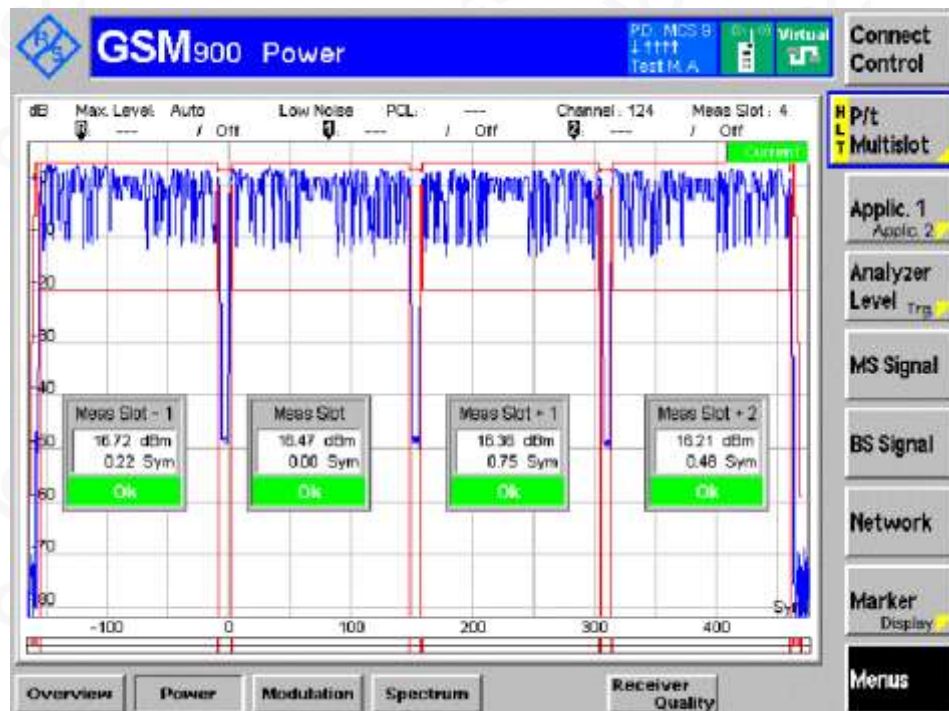 GSM900 Power
PD: MCS 9
Test M. A.
Virtual
Connect
Control
dB Max. Level: Auto Low Noise PCL: --- Channel : 124 Meas Slot : 4
--- / Off 1: --- / Off 2: --- / Off
Current
HLT
P/t
Multislot
Applic. 1
Applic. 2
Analyzer
Level Trg.
MS Signal
BS Signal
Network
Marker
Display
Menus
-20
-30
-40
-60
-70
Meas Slot - 1
16.72 dBm
0.22 Sym
Ok
Meas Slot
16.47 dBm
0.00 Sym
Ok
Meas Slot + 1
16.36 dBm
0.75 Sym
Ok
Meas Slot + 2
16.21 dBm
0.46 Sym
Ok
-100 0 100 200 300 400
Overview Power Modulation Spectrum Receiver
Quality